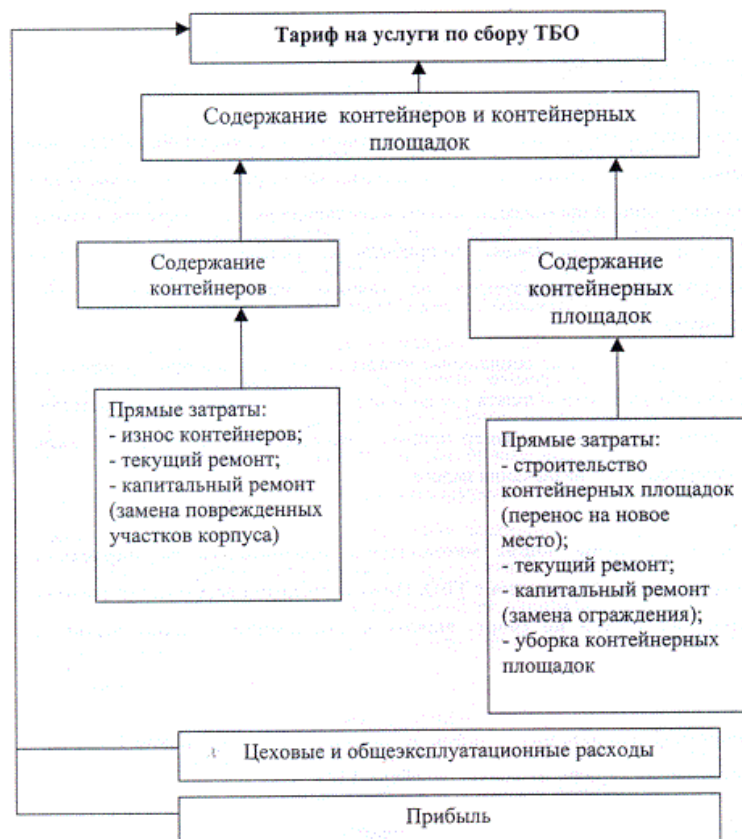 Тариф на услуги по сбору ТБО
Содержание контейнеров и контейнерных
площадок
Содержание
контейнеров
Содержание
контейнерных
площадок
Прямые затраты:
- износ контейнеров;
- текущий ремонт;
- капитальный ремонт
(замена поврежденных
участков корпуса)
Прямые затраты:
- строительство
контейнерных площадок
(перенос на новое
место);
- текущий ремонт;
- капитальный ремонт
(замена ограждения);
- уборка контейнерных
площадок
Цеховые и общеэксплуатационные расходы
Прибыль